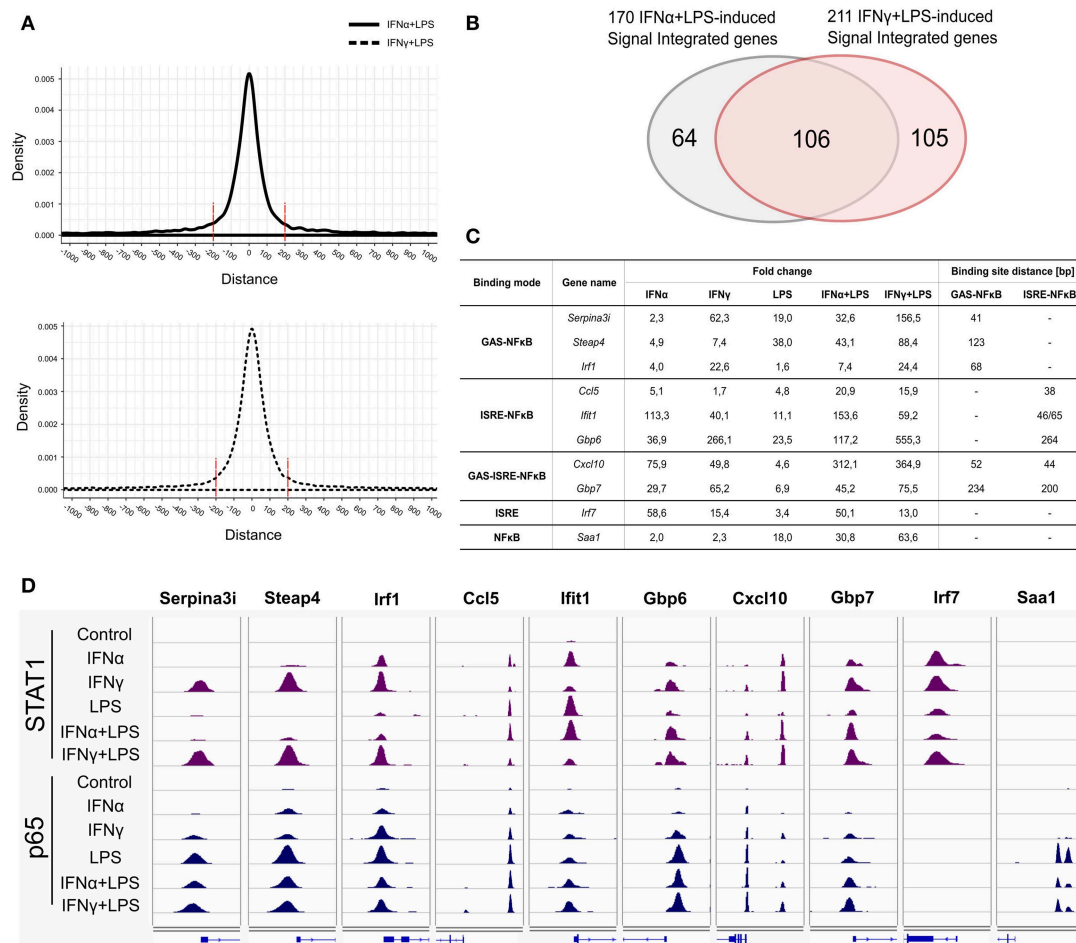 A
IFNα+LPS
IFNγ+LPS
0.005
0.004
0.003
0.002
0.001
0.000
Density
-1000 -900 -800 -700 -600 -500 -400 -300 -200 -100 0 100 200 300 400 500 600 700 800 900 1000
Distance
0.005
0.004
0.003
0.002
0.001
0.000
Density
-1000 -900 -800 -700 -600 -500 -400 -300 -200 -100 0 100 200 300 400 500 600 700 800 900 1000
Distance
B
170 IFNα+LPS-induced
Signal Integrated genes
211 IFNγ+LPS-induced
Signal Integrated genes
64 106 105
C
Binding mode Gene name Fold change Binding site distance [bp]
IFNα IFNγ LPS IFNα+LPS IFNγ+LPS GAS-NFκB ISRE-NFκB
GAS-NFκB
Serpina3i 2,3 62,3 19,0 32,6 156,5 41 -
Steap4 4,9 7,4 38,0 43,1 88,4 123 -
Irf1 4,0 22,6 1,6 7,4 24,4 68 -
ISRE-NFκB
Ccl5 5,1 1,7 4,8 20,9 15,9 - 38
Ifit1 113,3 40,1 11,1 153,6 59,2 - 46/65
Gbp6 36,9 266,1 23,5 117,2 555,3 - 264
GAS-ISRE-NFκB
Cxcl10 75,9 49,8 4,6 312,1 364,9 52 44
Gbp7 29,7 65,2 6,9 45,2 75,5 234 200
ISRE Irf7 58,6 15,4 3,4 50,1 13,0 - -
NFκB Saa1 2,0 2,3 18,0 30,8 63,6 - -
D
Serpina3i Steap4 Irf1 Ccl5 Ifit1 Gbp6 Cxcl10 Gbp7 Irf7 Saa1
STAT1
Control
IFNα
IFNγ
LPS
IFNα+LPS
IFNγ+LPS
p65
Control
IFNα
IFNγ
LPS
IFNα+LPS
IFNγ+LPS